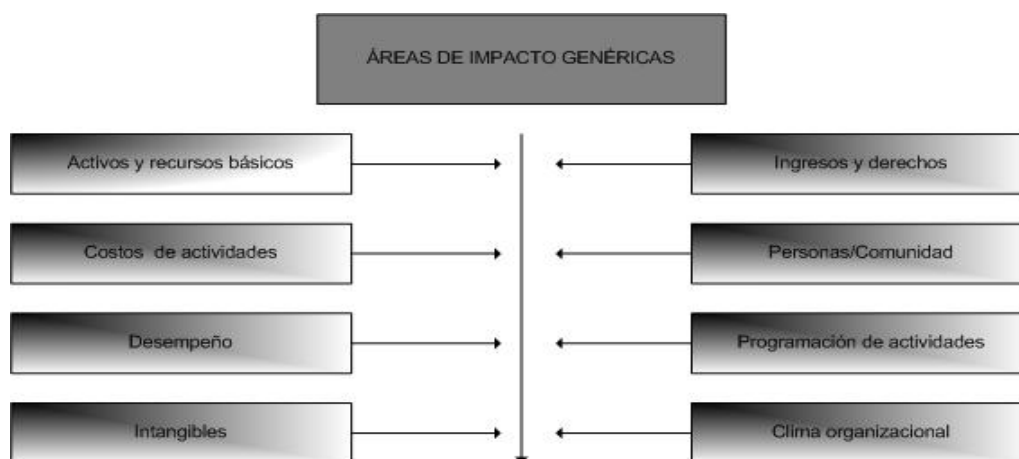 ÁREAS DE IMPACTO GENÉRICAS
Activos y recursos básicos
Ingresos y derechos
Costos de actividades
Personas/Comunidad
Desempeño
Programación de actividades
Intangibles
Clima organizacional